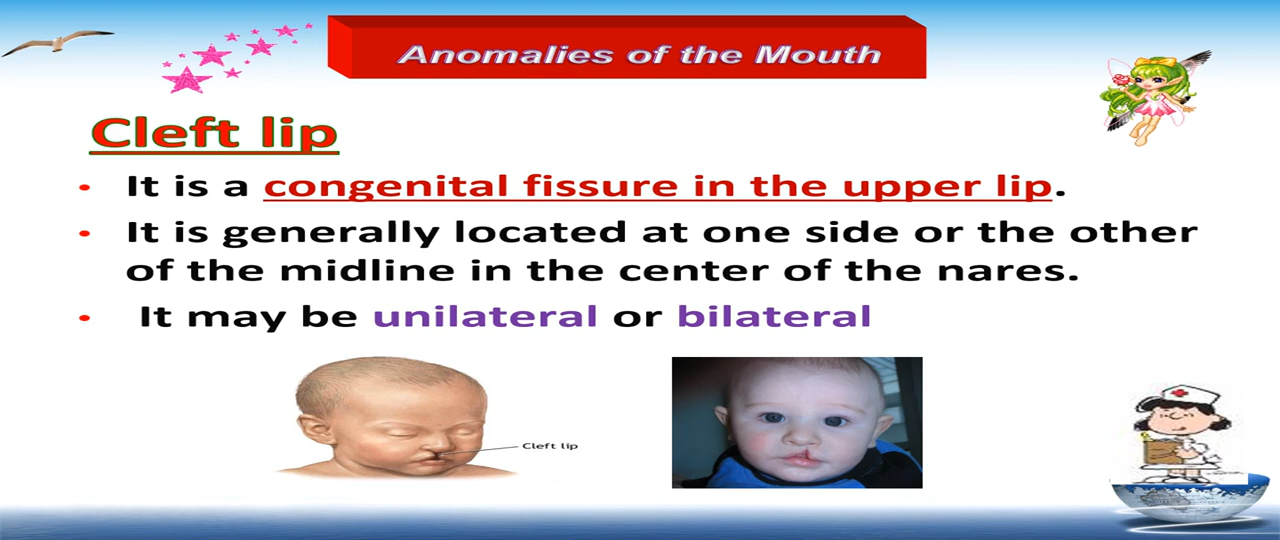 Anomalies of the Mouth
Cleft lip
• It is a congenital fissure in the upper lip.
• It is generally located at one side or the other
of the midline in the center of the nares.
• It may be unilateral or bilateral
Cleft lip